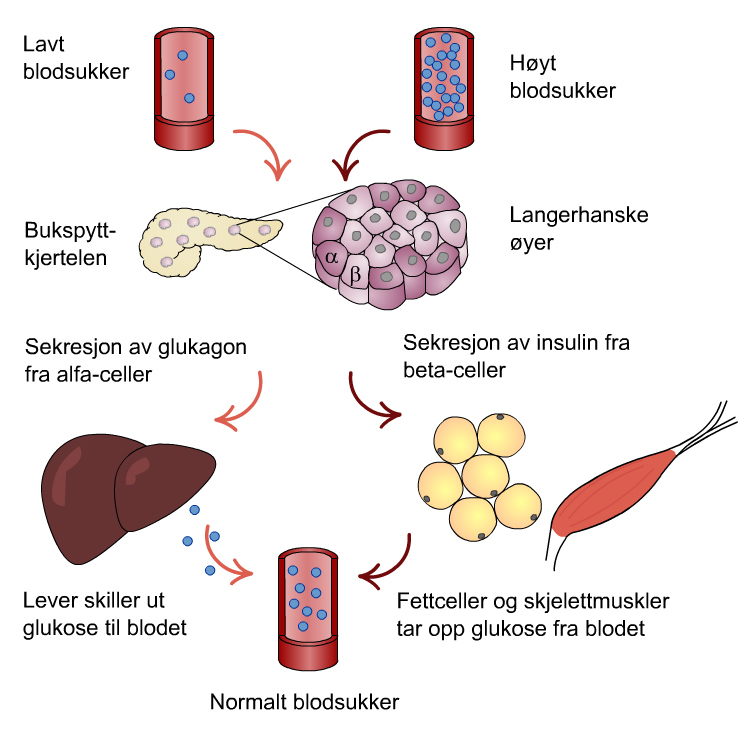 Lavt
blodsukker
Høyt
blodsukker
Bukspytt-
kjertelen
Langerhanske
øyer
α
β
Sekresjon av glukagon
fra alfa-celler
Sekresjon av insulin fra
beta-celler
Lever skiller ut
glukose til blodet
Fettceller og skjelettmuskler
tar opp glukose fra blodet
Normalt blodsukker